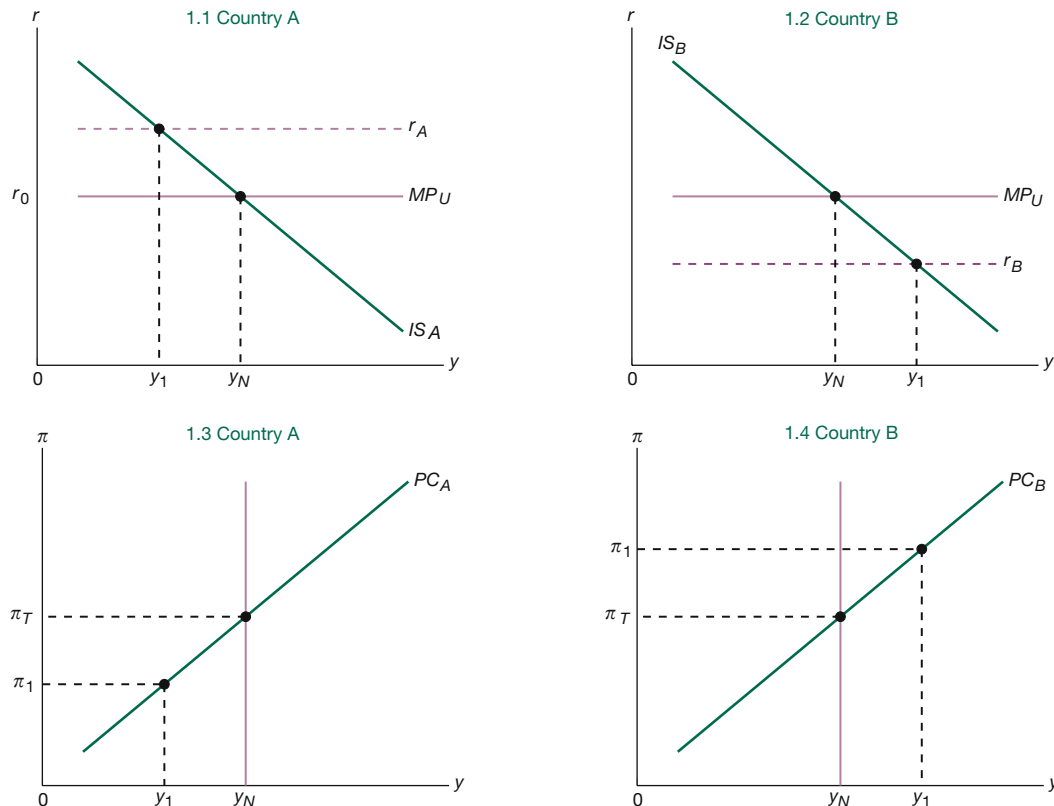 1.1 Country A
r
r_A
r_0
MP_U
IS_A
0
y_1
y_N
y
1.2 Country B
r
IS_B
MP_U
r_B
0
y_N
y_1
y
1.3 Country A
π
PC_A
π_T
π_1
0
y_1
y_N
y
1.4 Country B
π
PC_B
π_1
π_T
0
y_N
y_1
y